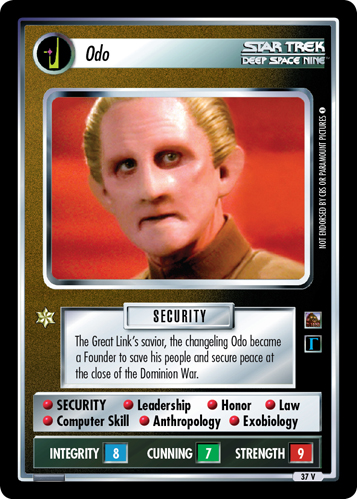 Odo
STAR TREK
DEEP SPACE NINE™
NOT ENDORSED BY CBS OR PARAMOUNT PICTURES
SECURITY
The Great Link's savior, the changeling Odo became
a Founder to save his people and secure peace at
the close of the Dominion War.
• SECURITY • Leadership • Honor • Law
• Computer Skill • Anthropology • Exobiology
INTEGRITY 8 CUNNING 7 STRENGTH 9
37 V